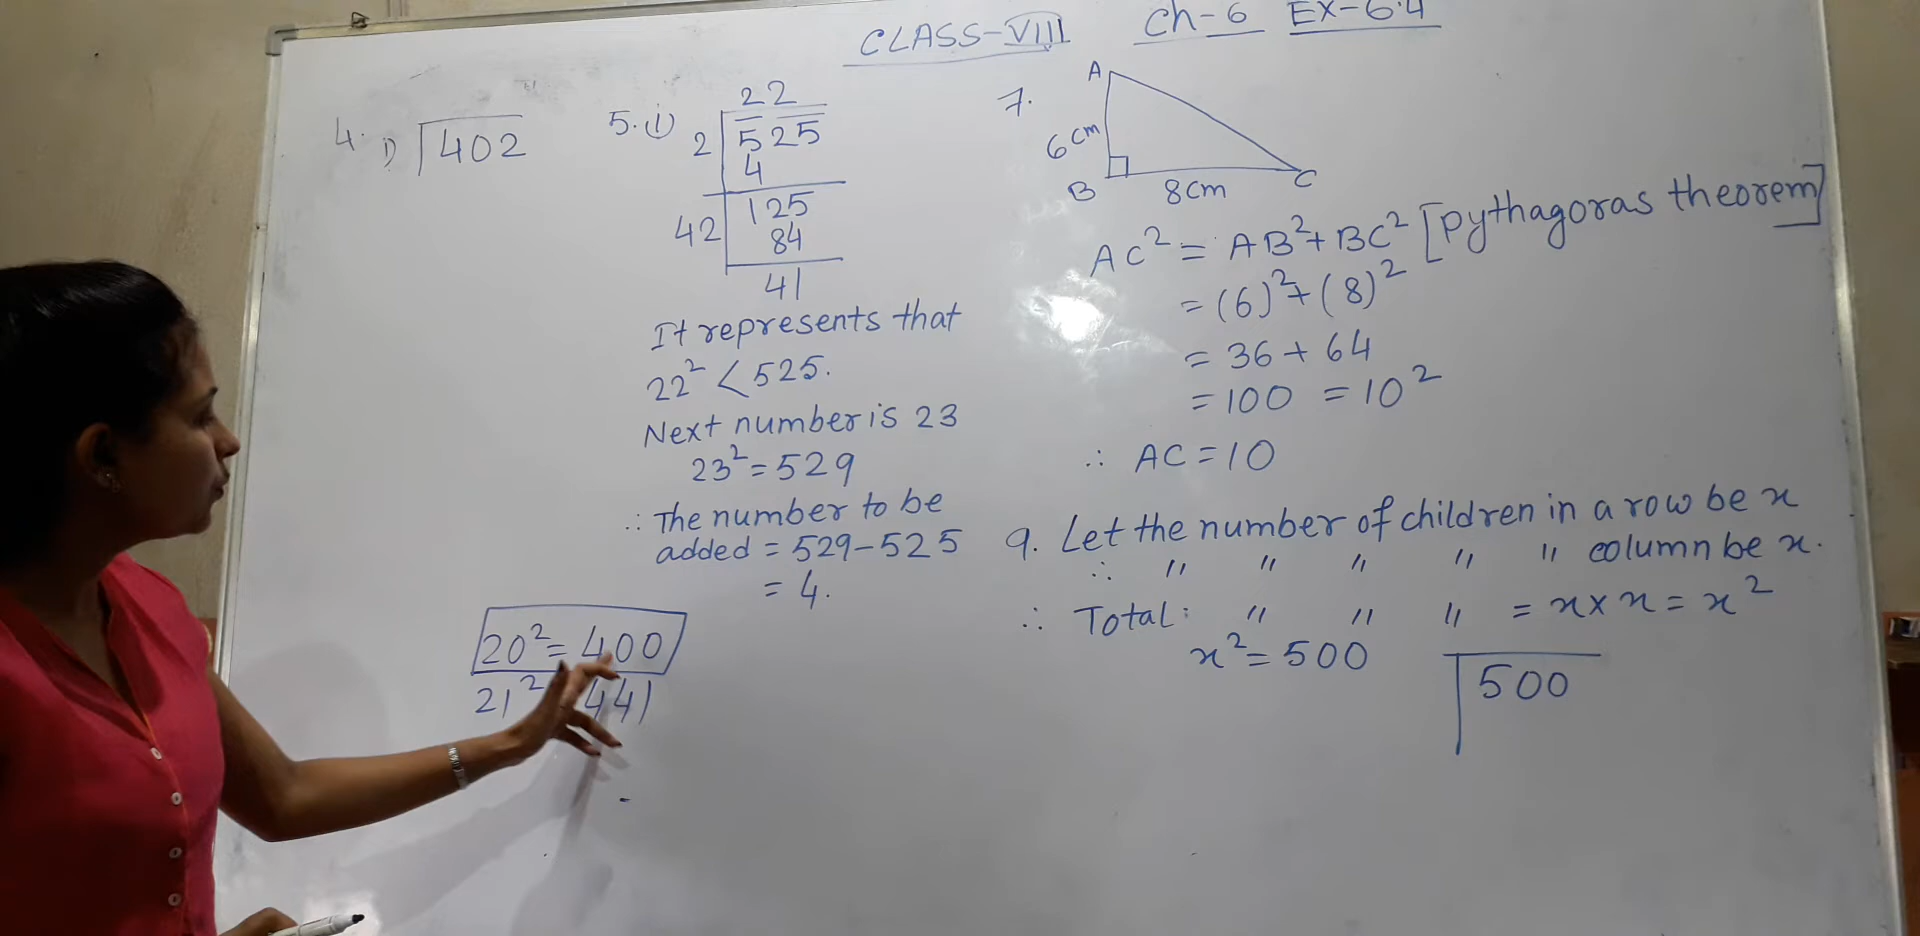 CLASS-VIII Ch-6 EX-6.4
4. i) 402
5. i) 22
2 525
4
42 125
84
41
It represents that
22² < 525.
Next number is 23
23² = 529
∴ The number to be
added = 529-525
= 4.
20² = 400
21² 441
7.
A
6cm
B 8cm C
AC² = AB² + BC² [Pythagoras theorem]
= (6)² + (8)²
= 36 + 64
= 100 = 10²
∴ AC = 10
9. Let the number of children in a row be x
∴ " " " " " column be x.
∴ Total: " " " = x × x = x²
x² = 500 500